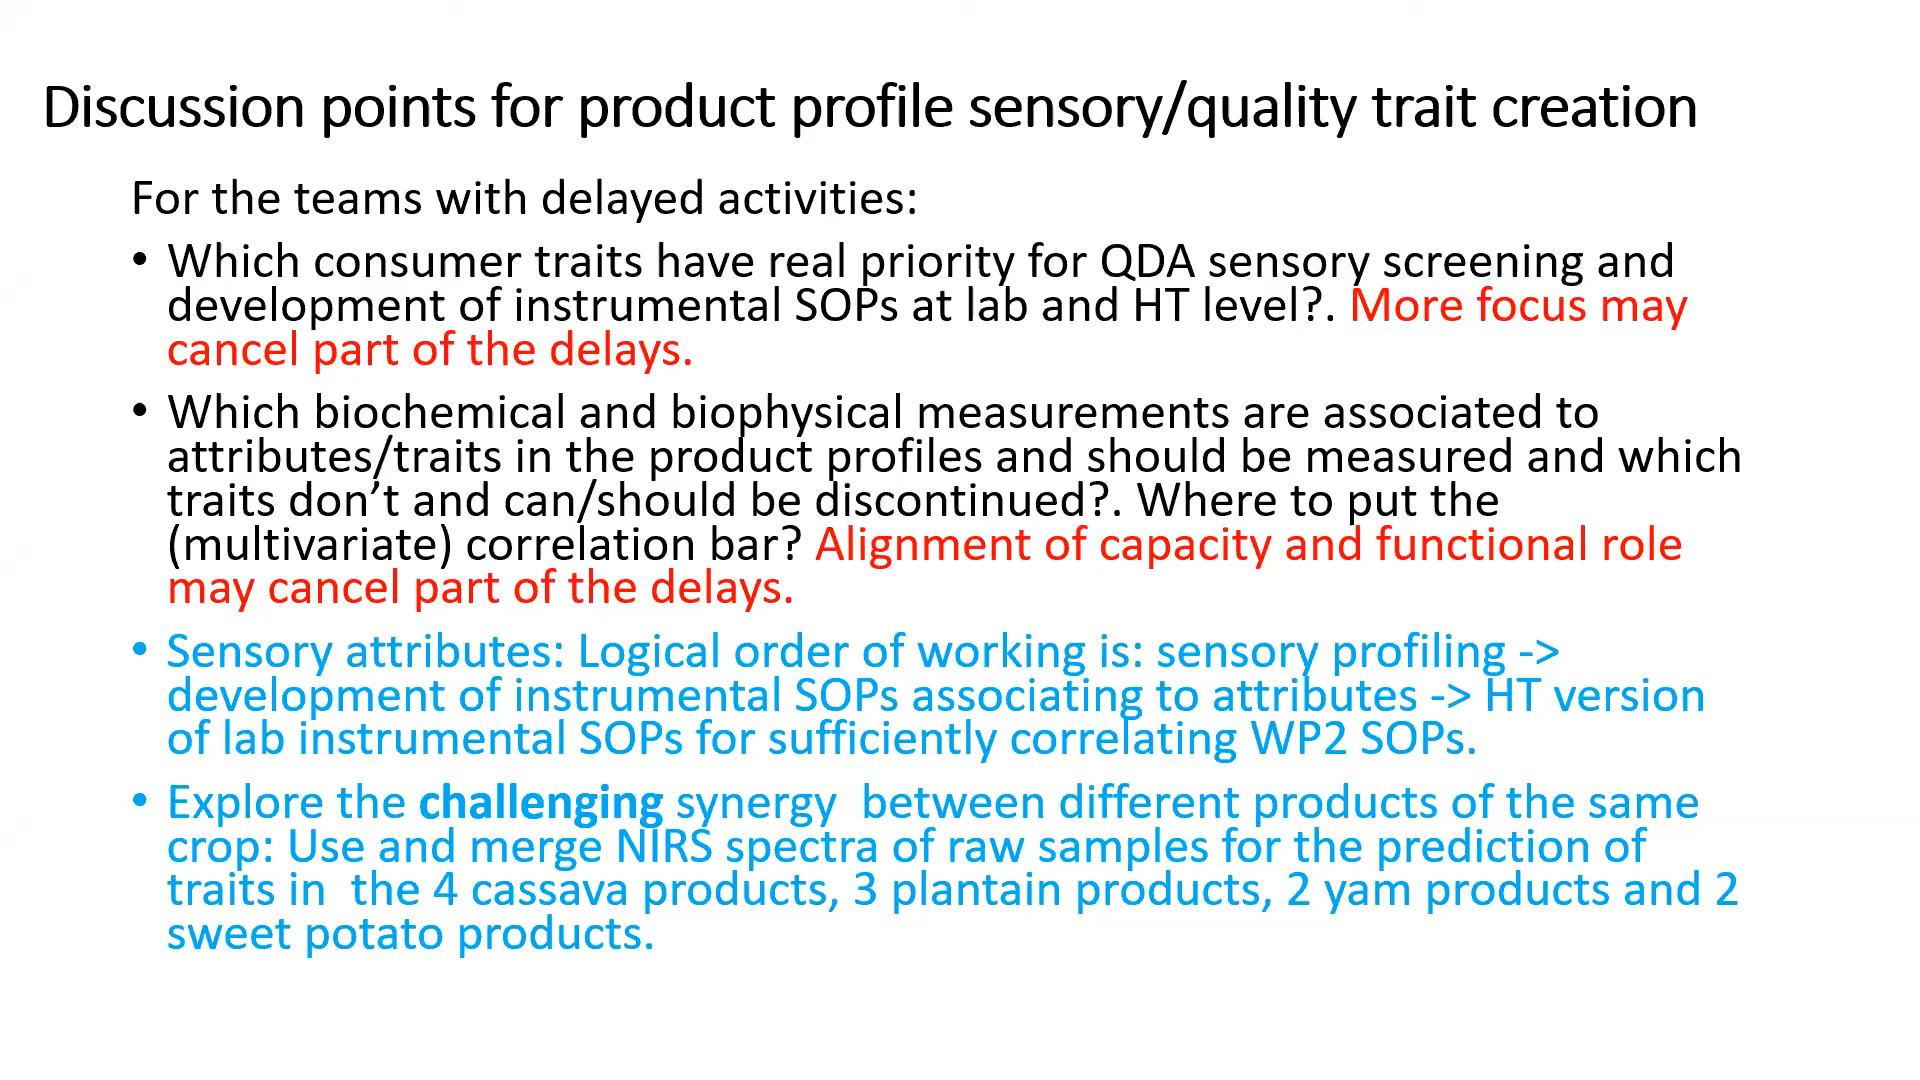 Discussion points for product profile sensory/quality trait creation
For the teams with delayed activities:
• Which consumer traits have real priority for QDA sensory screening and
development of instrumental SOPs at lab and HT level?. More focus may
cancel part of the delays.
• Which biochemical and biophysical measurements are associated to
attributes/traits in the product profiles and should be measured and which
traits don’t and can/should be discontinued?. Where to put the
(multivariate) correlation bar? Alignment of capacity and functional role
may cancel part of the delays.
• Sensory attributes: Logical order of working is: sensory profiling ->
development of instrumental SOPs associating to attributes -> HT version
of lab instrumental SOPs for sufficiently correlating WP2 SOPs.
• Explore the challenging synergy  between different products of the same
crop: Use and merge NIRS spectra of raw samples for the prediction of
traits in  the 4 cassava products, 3 plantain products, 2 yam products and 2
sweet potato products.